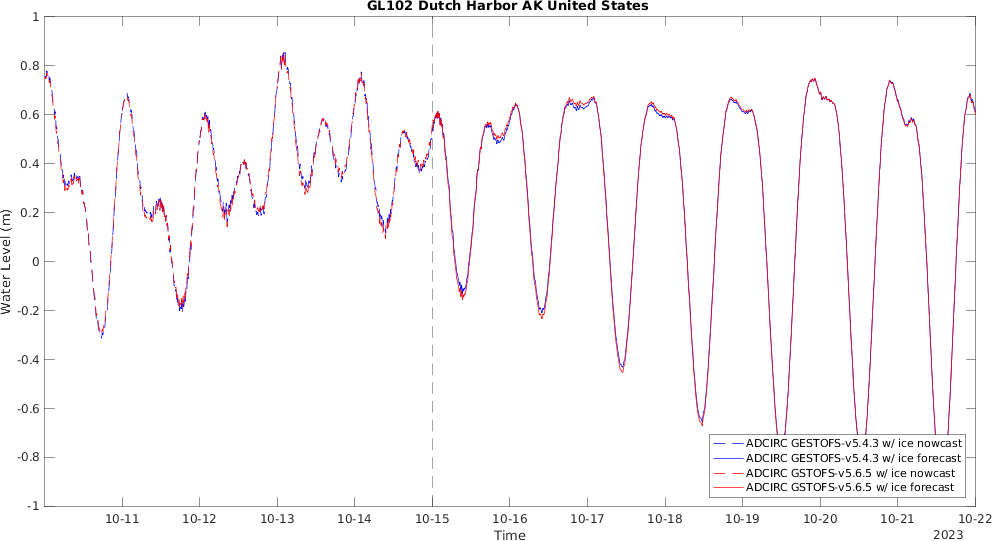 GL102 Dutch Harbor AK United States
1
0.8
0.6
0.4
0.2
0
-0.2
-0.4
-0.6
-0.8
-1
Water Level (m)
ADCIRC GESTOFS-v5.4.3 w/ ice nowcast
ADCIRC GESTOFS-v5.4.3 w/ ice forecast
ADCIRC GSTOFS-v5.6.5 w/ ice nowcast
ADCIRC GSTOFS-v5.6.5 w/ ice forecast
10-11 10-12 10-13 10-14 10-15 10-16 10-17 10-18 10-19 10-20 10-21 10-22
Time
2023